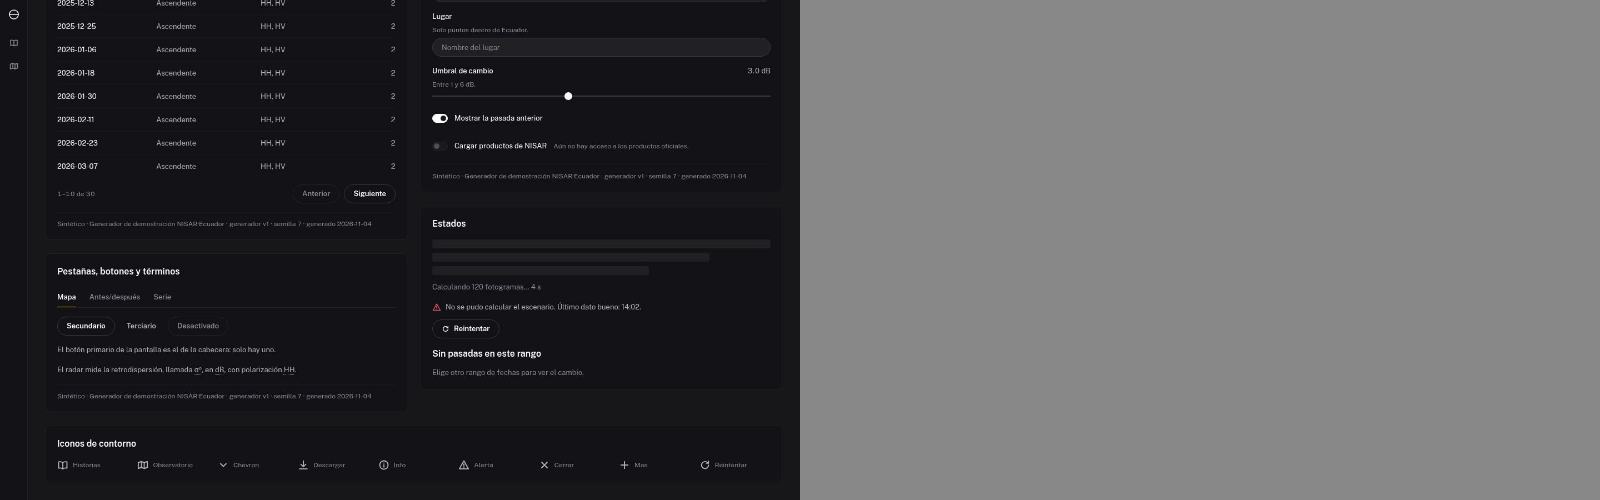 2025-12-13 Ascendente HH, HV 2
2025-12-25 Ascendente HH, HV 2
2026-01-06 Ascendente HH, HV 2
2026-01-18 Ascendente HH, HV 2
2026-01-30 Ascendente HH, HV 2
2026-02-11 Ascendente HH, HV 2
2026-02-23 Ascendente HH, HV 2
2026-03-07 Ascendente HH, HV 2
1–10 de 30 Anterior Siguiente
Sintético · Generador de demostración NISAR Ecuador · generador v1 · semilla 7 · generado 2026-11-04
Pestañas, botones y términos
Mapa Antes/después Serie
Secundario Terciario Desactivado
El botón primario de la pantalla es el de la cabecera: solo hay uno.
El radar mide la retrodispersión, llamada σ⁰, en dB, con polarización HH.
Sintético · Generador de demostración NISAR Ecuador · generador v1 · semilla 7 · generado 2026-11-04
Lugar
Solo puntos dentro de Ecuador.
Nombre del lugar
Umbral de cambio 3.0 dB
Entre 1 y 6 dB.
Mostrar la pasada anterior
Cargar productos de NISAR Aún no hay acceso a los productos oficiales.
Sintético · Generador de demostración NISAR Ecuador · generador v1 · semilla 7 · generado 2026-11-04
Estados
Calculando 120 fotogramas… 4 s
No se pudo calcular el escenario. Último dato bueno: 14:02.
Reintentar
Sin pasadas en este rango
Elige otro rango de fechas para ver el cambio.
Iconos de contorno
Historias Observatorio Chevron Descargar Info Alerta Cerrar Mas Reintentar